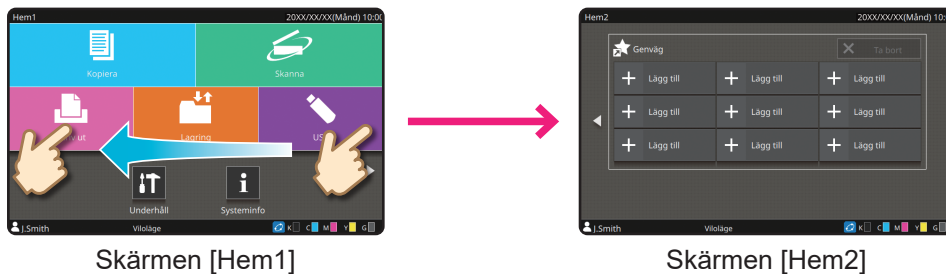 Hem1
20XX/XX/XX(Månd) 10:00
Kopiera
Skanna
ut
Lagring
US
Underhåll
Systeminfo
J.Smith
Viloläge
K
C
M
Y
G
Skärmen [Hem1]
Hem2
20XX/XX/XX(Månd) 10:
Genväg
Ta bort
Lägg till
Lägg till
Lägg till
Lägg till
Lägg till
Lägg till
Lägg till
Lägg till
Lägg till
J.Smith
Viloläge
K
C
M
Y
G
Skärmen [Hem2]